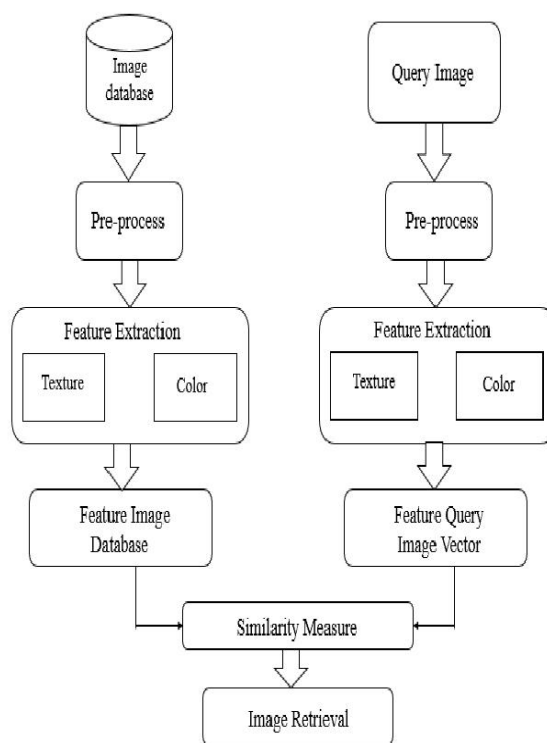 Image
database
Query Image
Pre-process
Pre-process
Feature Extraction
Texture
Color
Feature Extraction
Texture
Color
Feature Image
Database
Feature Query
Image Vector
Similarity Measure
Image Retrieval